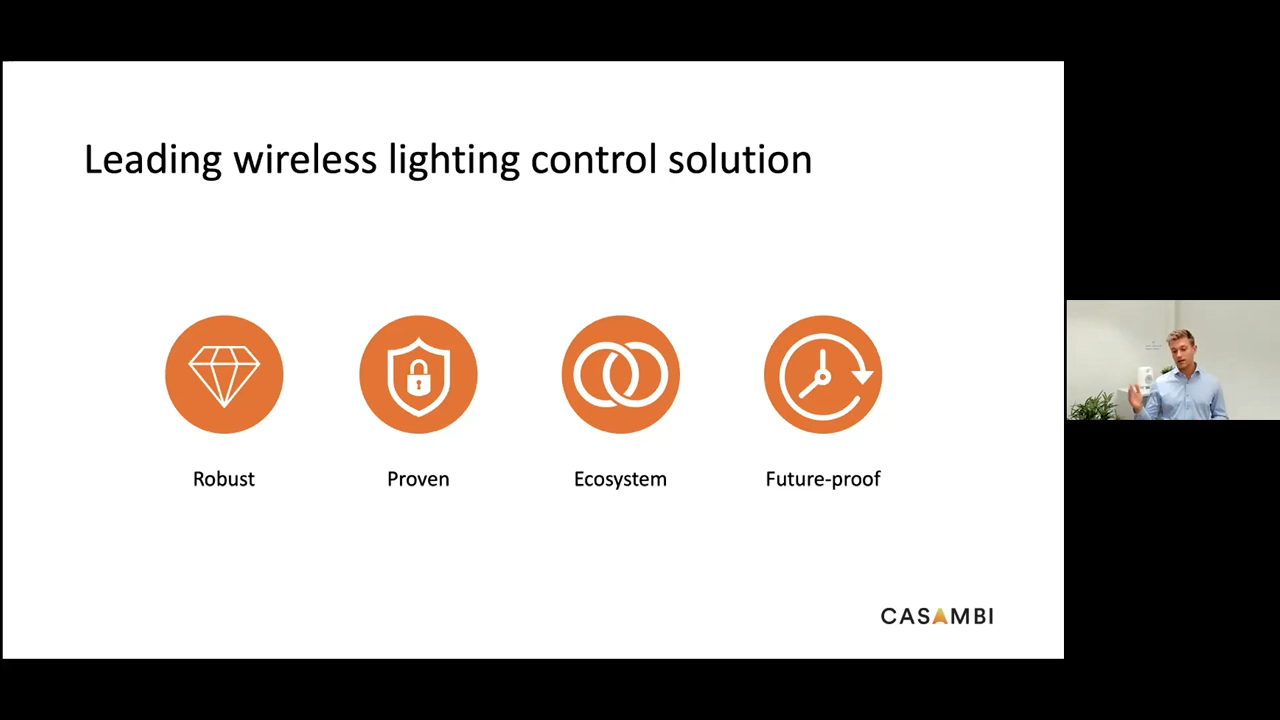 Leading wireless lighting control solution
Robust
Proven
Ecosystem
Future-proof
CASAMBI